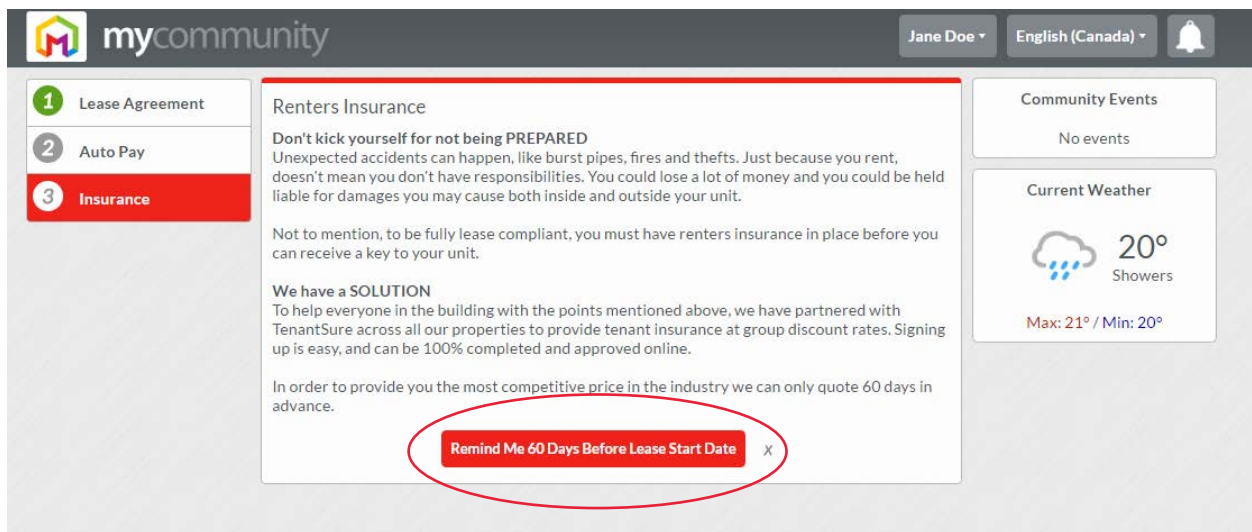 mycommunity
Jane Doe
English (Canada)
1 Lease Agreement
2 Auto Pay
3 Insurance
Renters Insurance
Don't kick yourself for not being PREPARED
Unexpected accidents can happen, like burst pipes, fires and thefts. Just because you rent,
doesn't mean you don't have responsibilities. You could lose a lot of money and you could be held
liable for damages you may cause both inside and outside your unit.
Not to mention, to be fully lease compliant, you must have renters insurance in place before you
can receive a key to your unit.
We have a SOLUTION
To help everyone in the building with the points mentioned above, we have partnered with
TenantSure across all our properties to provide tenant insurance at group discount rates. Signing
up is easy, and can be 100% completed and approved online.
In order to provide you the most competitive price in the industry we can only quote 60 days in
advance.
Remind Me 60 Days Before Lease Start Date
x
Community Events
No events
Current Weather
20°
Showers
Max: 21° / Min: 20°